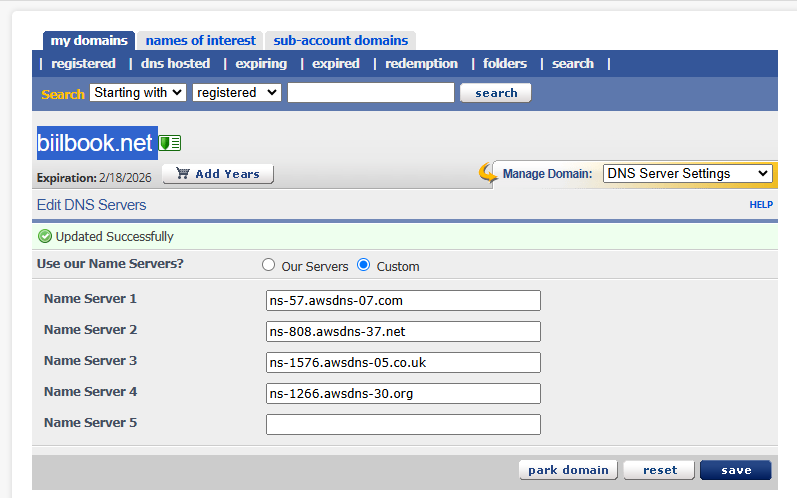 my domains names of interest sub-account domains
| registered | dns hosted | expiring | expired | redemption | folders | search |
Search Starting with registered search
biilbook.net
Expiration: 2/18/2026 Add Years Manage Domain: DNS Server Settings
Edit DNS Servers HELP
Updated Successfully
Use our Name Servers? Our Servers Custom
Name Server 1 ns-57.awsdns-07.com
Name Server 2 ns-808.awsdns-37.net
Name Server 3 ns-1576.awsdns-05.co.uk
Name Server 4 ns-1266.awsdns-30.org
Name Server 5
park domain reset save